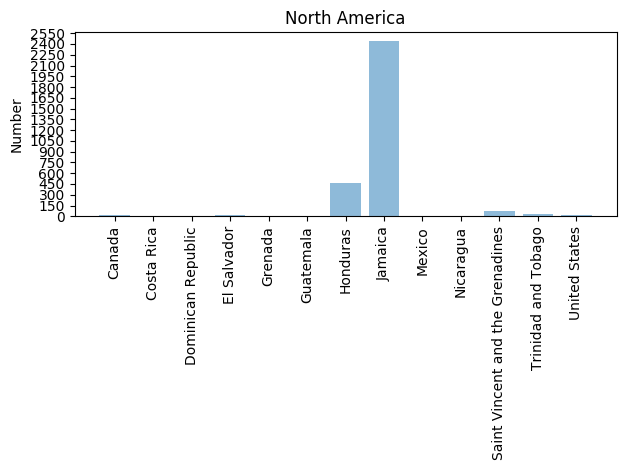 North America
Number
2550
2400
2250
2100
1950
1800
1650
1500
1350
1200
1050
900
750
600
450
300
150
0
Canada
Costa Rica
Dominican Republic
El Salvador
Grenada
Guatemala
Honduras
Jamaica
Mexico
Nicaragua
Saint Vincent and the Grenadines
Trinidad and Tobago
United States